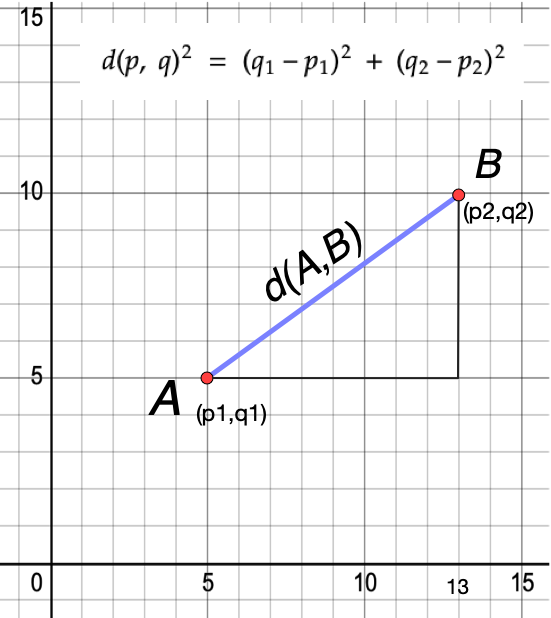 15
d(p, q)² = (q₁ − p₁)² + (q₂ − p₂)²
B
10
(p2,q2)
d(A,B)
5
A (p1,q1)
0 5 10 13 15